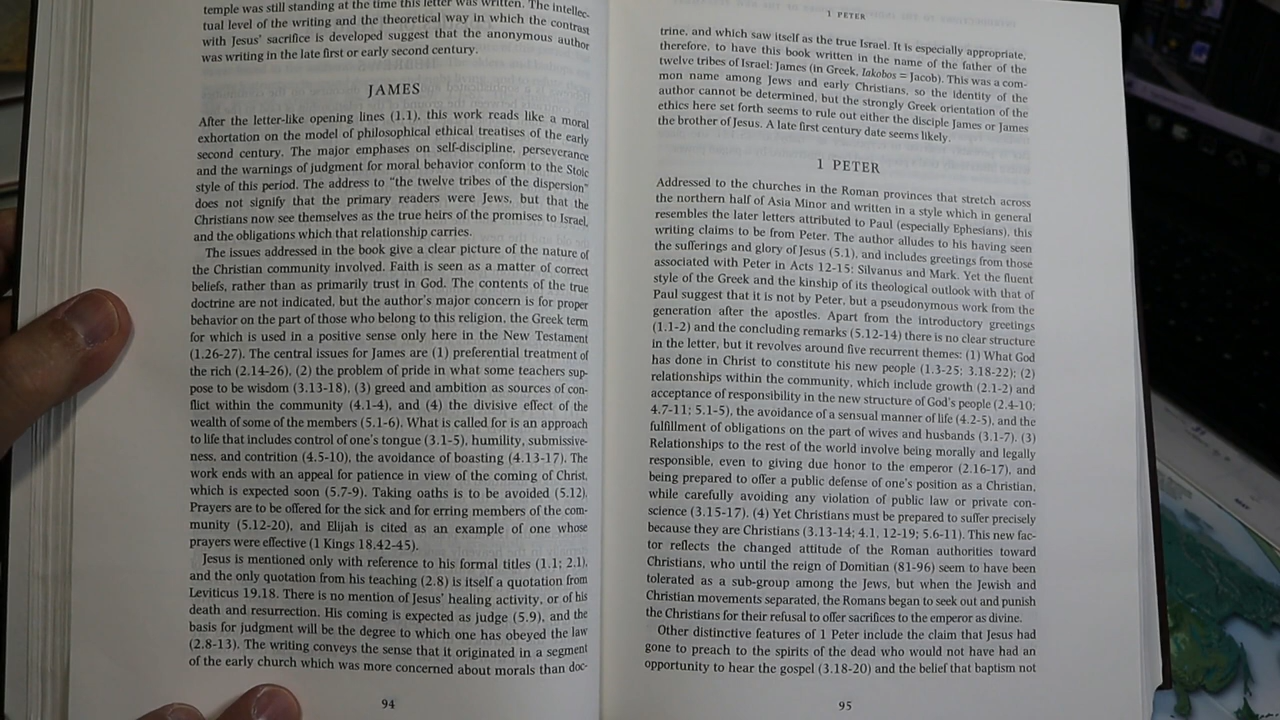 temple was still standing at the time this letter was written. The intellec-
tual level of the writing and the theoretical way in which the contrast
with Jesus' sacrifice is developed suggest that the anonymous author
was writing in the late first or early second century.
JAMES
After the letter-like opening lines (1.1), this work reads like a moral
exhortation on the model of philosophical ethical treatises of the early
second century. The major emphases on self-discipline, perseverance
and the warnings of judgment for moral behavior conform to the Stoic
style of this period. The address to "the twelve tribes of the dispersion"
does not signify that the primary readers were Jews, but that the
Christians now see themselves as the true heirs of the promises to Israel,
and the obligations which that relationship carries.
The issues addressed in the book give a clear picture of the nature of
the Christian community involved. Faith is seen as a matter of correct
beliefs, rather than as primarily trust in God. The contents of the true
doctrine are not indicated, but the author's major concern is for proper
behavior on the part of those who belong to this religion, the Greek term
for which is used in a positive sense only here in the New Testament
(1.26-27). The central issues for James are (1) preferential treatment of
the rich (2.14-26), (2) the problem of pride in what some teachers sup-
pose to be wisdom (3.13-18), (3) greed and ambition as sources of con-
flict within the community (4.1-4), and (4) the divisive effect of the
wealth of some of the members (5.1-6). What is called for is an approach
to life that includes control of one's tongue (3.1-5), humility, submissive-
ness, and contrition (4.5-10), the avoidance of boasting (4.13-17). The
work ends with an appeal for patience in view of the coming of Christ,
which is expected soon (5.7-9). Taking oaths is to be avoided (5.12).
Prayers are to be offered for the sick and for erring members of the com-
munity (5.12-20), and Elijah is cited as an example of one whose
prayers were effective (1 Kings 18.42-45).
Jesus is mentioned only with reference to his formal titles (1.1; 2.1),
and the only quotation from his teaching (2.8) is itself a quotation from
Leviticus 19.18. There is no mention of Jesus' healing activity, or of his
death and resurrection. His coming is expected as judge (5.9), and the
basis for judgment will be the degree to which one has obeyed the law
(2.8-13). The writing conveys the sense that it originated in a segment
of the early church which was more concerned about morals than doc-
94
1 PETER
trine, and which saw itself as the true Israel. It is especially appropriate,
therefore, to have this book written in the name of the father of the
twelve tribes of Israel: James (in Greek, Iakobos = Jacob). This was a com-
mon name among Jews and early Christians, so the identity of the
author cannot be determined, but the strongly Greek orientation of the
ethics here set forth seems to rule out either the disciple James or James
the brother of Jesus. A late first century date seems likely.
1 PETER
Addressed to the churches in the Roman provinces that stretch across
the northern half of Asia Minor and written in a style which in general
resembles the later letters attributed to Paul (especially Ephesians), this
writing claims to be from Peter. The author alludes to his having seen
the sufferings and glory of Jesus (5.1), and includes greetings from those
associated with Peter in Acts 12-15: Silvanus and Mark. Yet the fluent
style of the Greek and the kinship of its theological outlook with that of
Paul suggest that it is not by Peter, but a pseudonymous work from the
generation after the apostles. Apart from the introductory greetings
(1.1-2) and the concluding remarks (5.12-14) there is no clear structure
in the letter, but it revolves around five recurrent themes: (1) What God
has done in Christ to constitute his new people (1.3-25; 3.18-22); (2)
relationships within the community, which include growth (2.1-2) and
acceptance of responsibility in the new structure of God's people (2.4-10;
4.7-11; 5.1-5), the avoidance of a sensual manner of life (4.2-5), and the
fulfillment of obligations on the part of wives and husbands (3.1-7). (3)
Relationships to the rest of the world involve being morally and legally
responsible, even to giving due honor to the emperor (2.16-17), and
being prepared to offer a public defense of one's position as a Christian,
while carefully avoiding any violation of public law or private con-
science (3.15-17). (4) Yet Christians must be prepared to suffer precisely
because they are Christians (3.13-14; 4.1, 12-19; 5.6-11). This new fac-
tor reflects the changed attitude of the Roman authorities toward
Christians, who until the reign of Domitian (81-96) seem to have been
tolerated as a sub-group among the Jews, but when the Jewish and
Christian movements separated, the Romans began to seek out and punish
the Christians for their refusal to offer sacrifices to the emperor as divine.
Other distinctive features of 1 Peter include the claim that Jesus had
gone to preach to the spirits of the dead who would not have had an
opportunity to hear the gospel (3.18-20) and the belief that baptism not
95